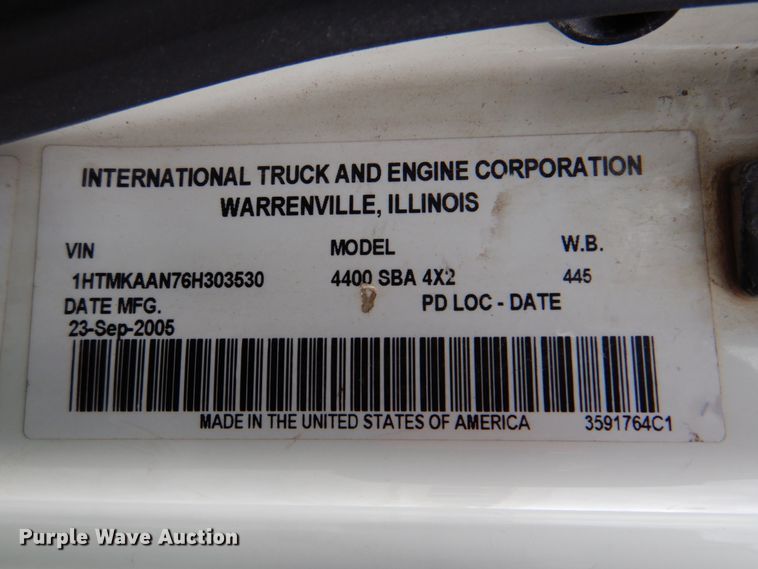 INTERNATIONAL TRUCK AND ENGINE CORPORATION
WARRENVILLE, ILLINOIS
VIN MODEL W.B.
1HTMKAAN76H303530 4400 SBA 4X2 445
DATE MFG. PD LOC - DATE
23-Sep-2005
MADE IN THE UNITED STATES OF AMERICA 3591764C1
Purple Wave Auction